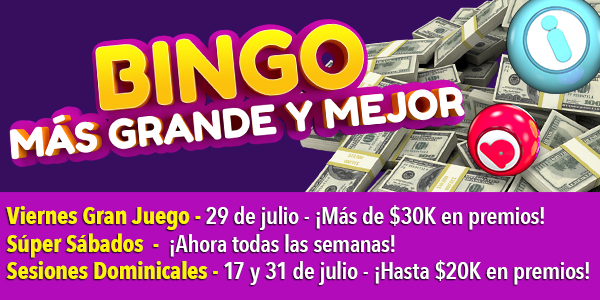 BINGO
MÁS GRANDE Y MEJOR
Viernes Gran Juego - 29 de julio - ¡Más de $30K en premios!
Súper Sábados - ¡Ahora todas las semanas!
Sesiones Dominicales - 17 y 31 de julio - ¡Hasta $20K en premios!